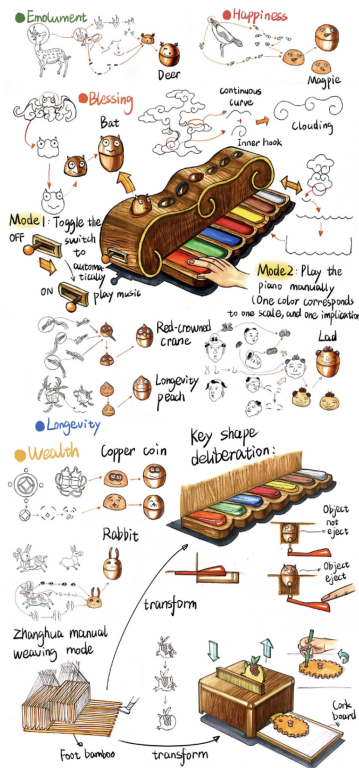 Emolument
Happiness
Deer
Magpie
Blessing
Bat
continuous
curve
Inner hook
Clouding
Mode1: Toggle the
switch
to
automa-
tically
play music
OFF
ON
Mode2: Play the
piano manually
(One color corresponds
to one scale, and one implication
Red-crowned
crane
Lad
Longevity
peach
Longevity
Wealth
Copper coin
Key shape
deliberation:
Object
not
eject
Object
eject
Rabbit
transform
Zhanghua manual
weaving mode
Foot bamboo
transform
Cork
board